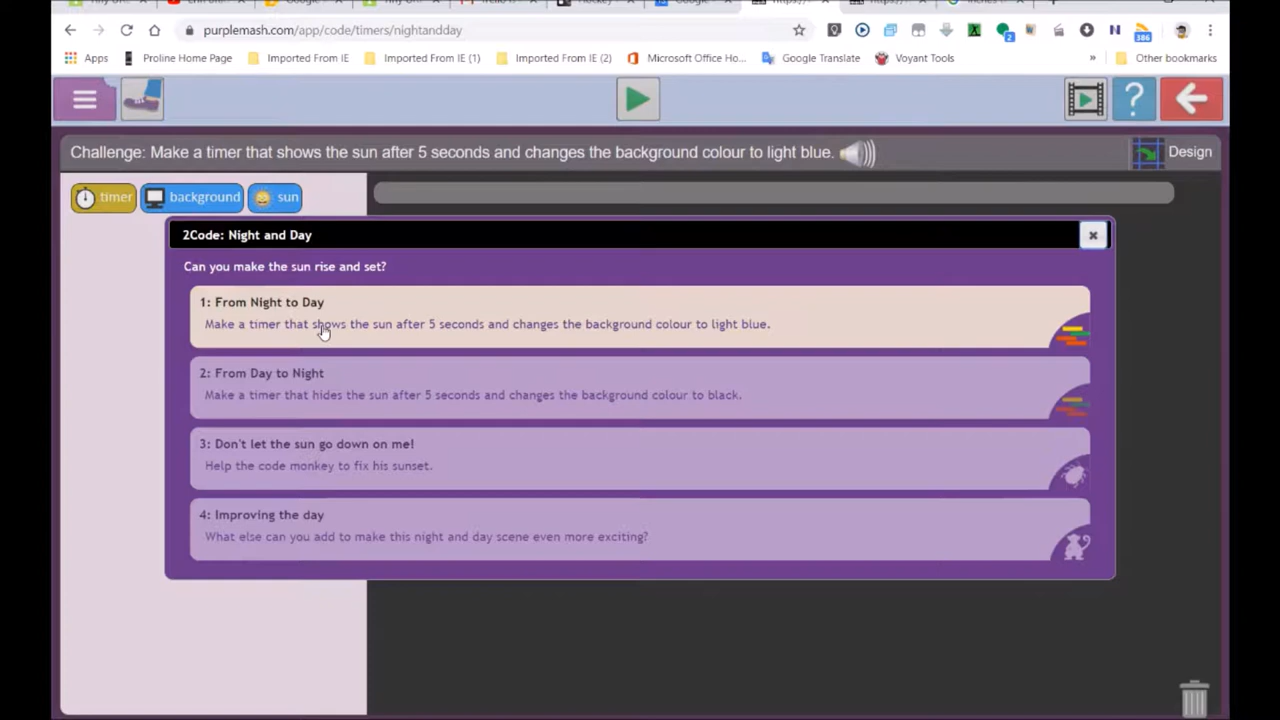 purplemash.com/app/code/timers/nightandday
2
386
Apps Proline Home Page Imported From IE Imported From IE (1) Imported From IE (2) Microsoft Office Ho... Google Translate Voyant Tools » Other bookmarks
Challenge: Make a timer that shows the sun after 5 seconds and changes the background colour to light blue.
Design
timer background sun
2Code: Night and Day
Can you make the sun rise and set?
1: From Night to Day
Make a timer that shows the sun after 5 seconds and changes the background colour to light blue.
2: From Day to Night
Make a timer that hides the sun after 5 seconds and changes the background colour to black.
3: Don't let the sun go down on me!
Help the code monkey to fix his sunset.
4: Improving the day
What else can you add to make this night and day scene even more exciting?